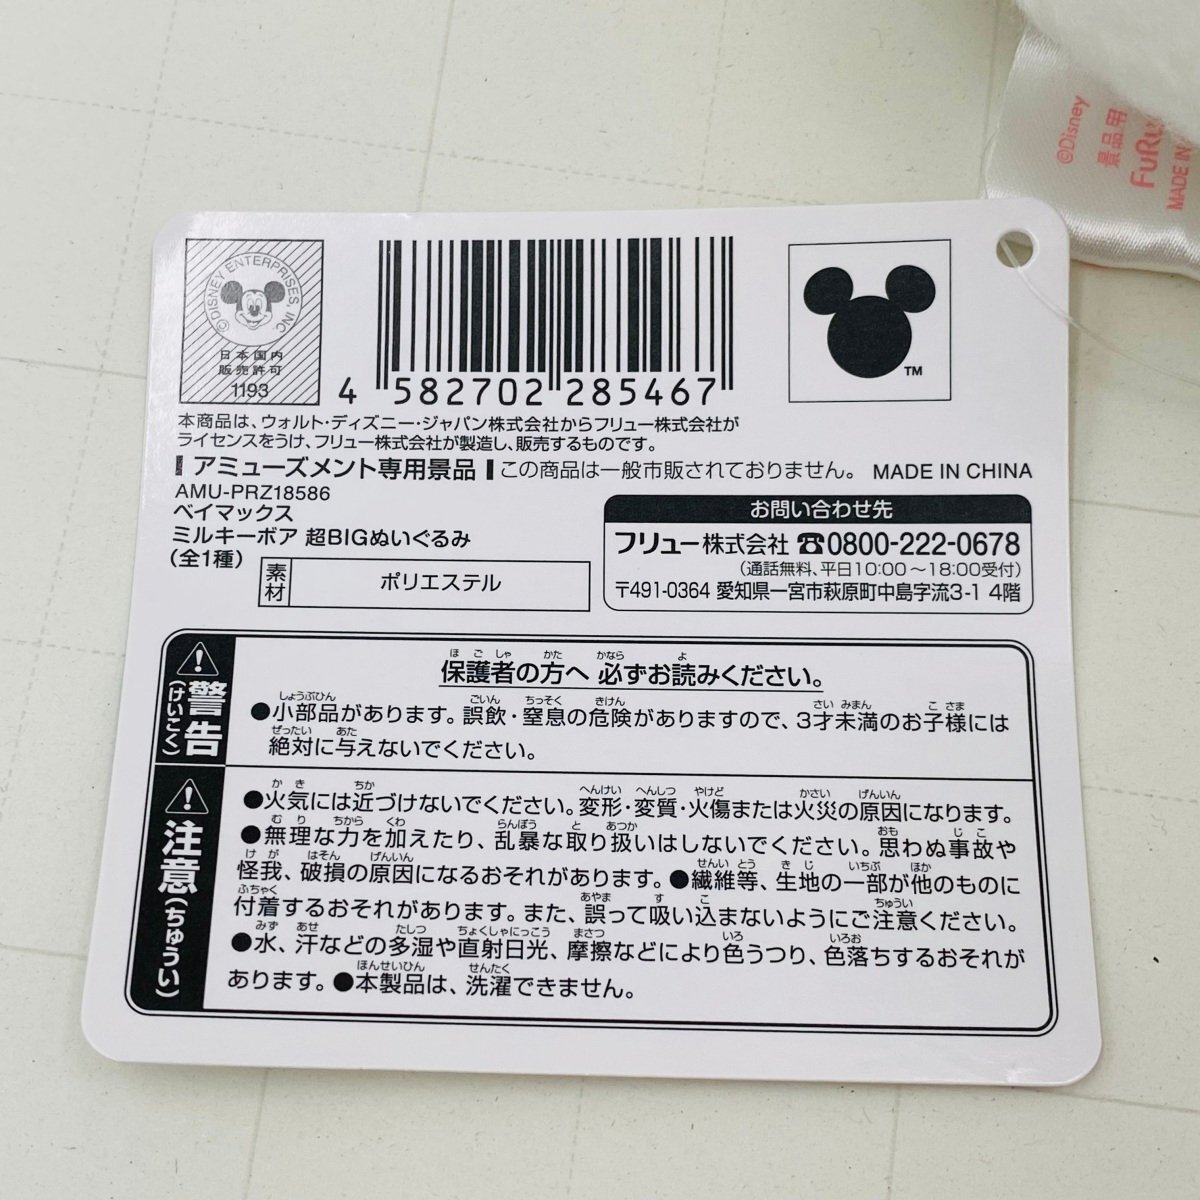 ©Disney
景品用
FuRu
MADE IN
©DISNEY ENTERPRISES, INC
日本国内
販売許可
1193
4 582702 285467
TM
本商品は、ウォルト・ディズニー・ジャパン株式会社からフリュー株式会社が
ライセンスをうけ、フリュー株式会社が製造し、販売するものです。
アミューズメント専用景品 この商品は一般市販されておりません。 MADE IN CHINA
AMU-PRZ18586
ベイマックス
ミルキーボア 超BIGぬいぐるみ
(全1種)
素材 ポリエステル
お問い合わせ先
フリュー株式会社 ☎0800-222-0678
(通話無料、平日10:00～18:00受付)
〒491-0364 愛知県一宮市萩原町中島字流3-1 4階
警告(けいこく)
保護者の方へ 必ずお読みください。
●小部品があります。誤飲・窒息の危険がありますので、3才未満のお子様には
絶対に与えないでください。
注意(ちゅうい)
●火気には近づけないでください。変形・変質・火傷または火災の原因になります。
●無理な力を加えたり、乱暴な取り扱いはしないでください。思わぬ事故や
怪我、破損の原因になるおそれがあります。●繊維等、生地の一部が他のものに
付着するおそれがあります。また、誤って吸い込まないようにご注意ください。
●水、汗などの多湿や直射日光、摩擦などにより色うつり、色落ちするおそれが
あります。●本製品は、洗濯できません。